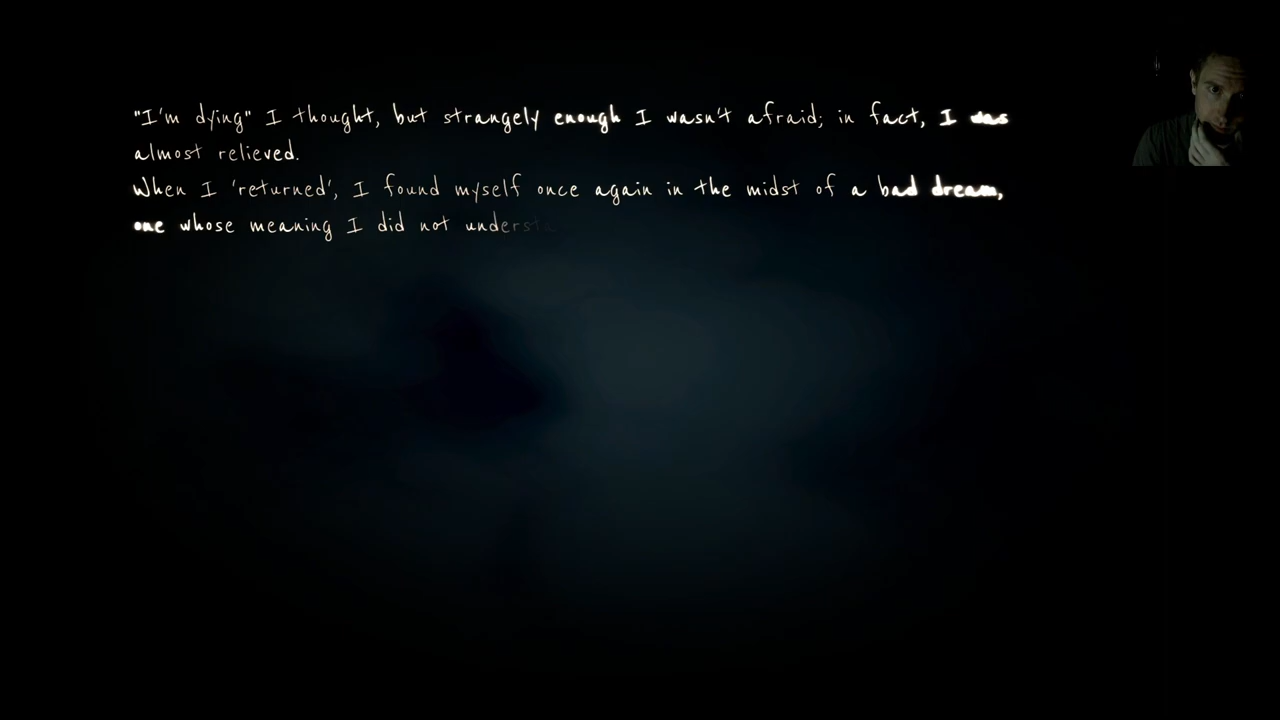 "I'm dying" I thought, but strangely enough I wasn't afraid; in fact, I was
almost relieved.
When I 'returned', I found myself once again in the midst of a bad dream,
one whose meaning I did not understa